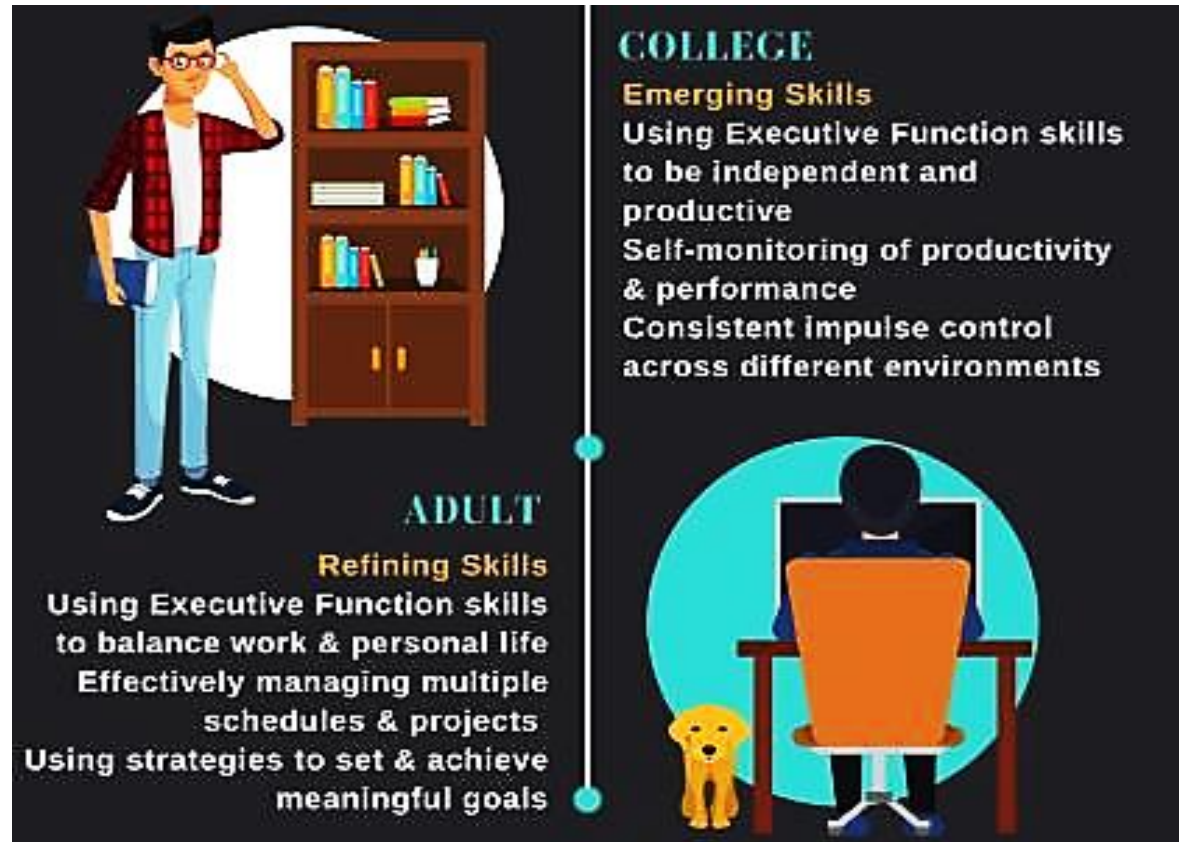 COLLEGE
Emerging Skills
Using Executive Function skills
to be independent and
productive
Self-monitoring of productivity
& performance
Consistent impulse control
across different environments
ADULT
Refining Skills
Using Executive Function skills
to balance work & personal life
Effectively managing multiple
schedules & projects
Using strategies to set & achieve
meaningful goals